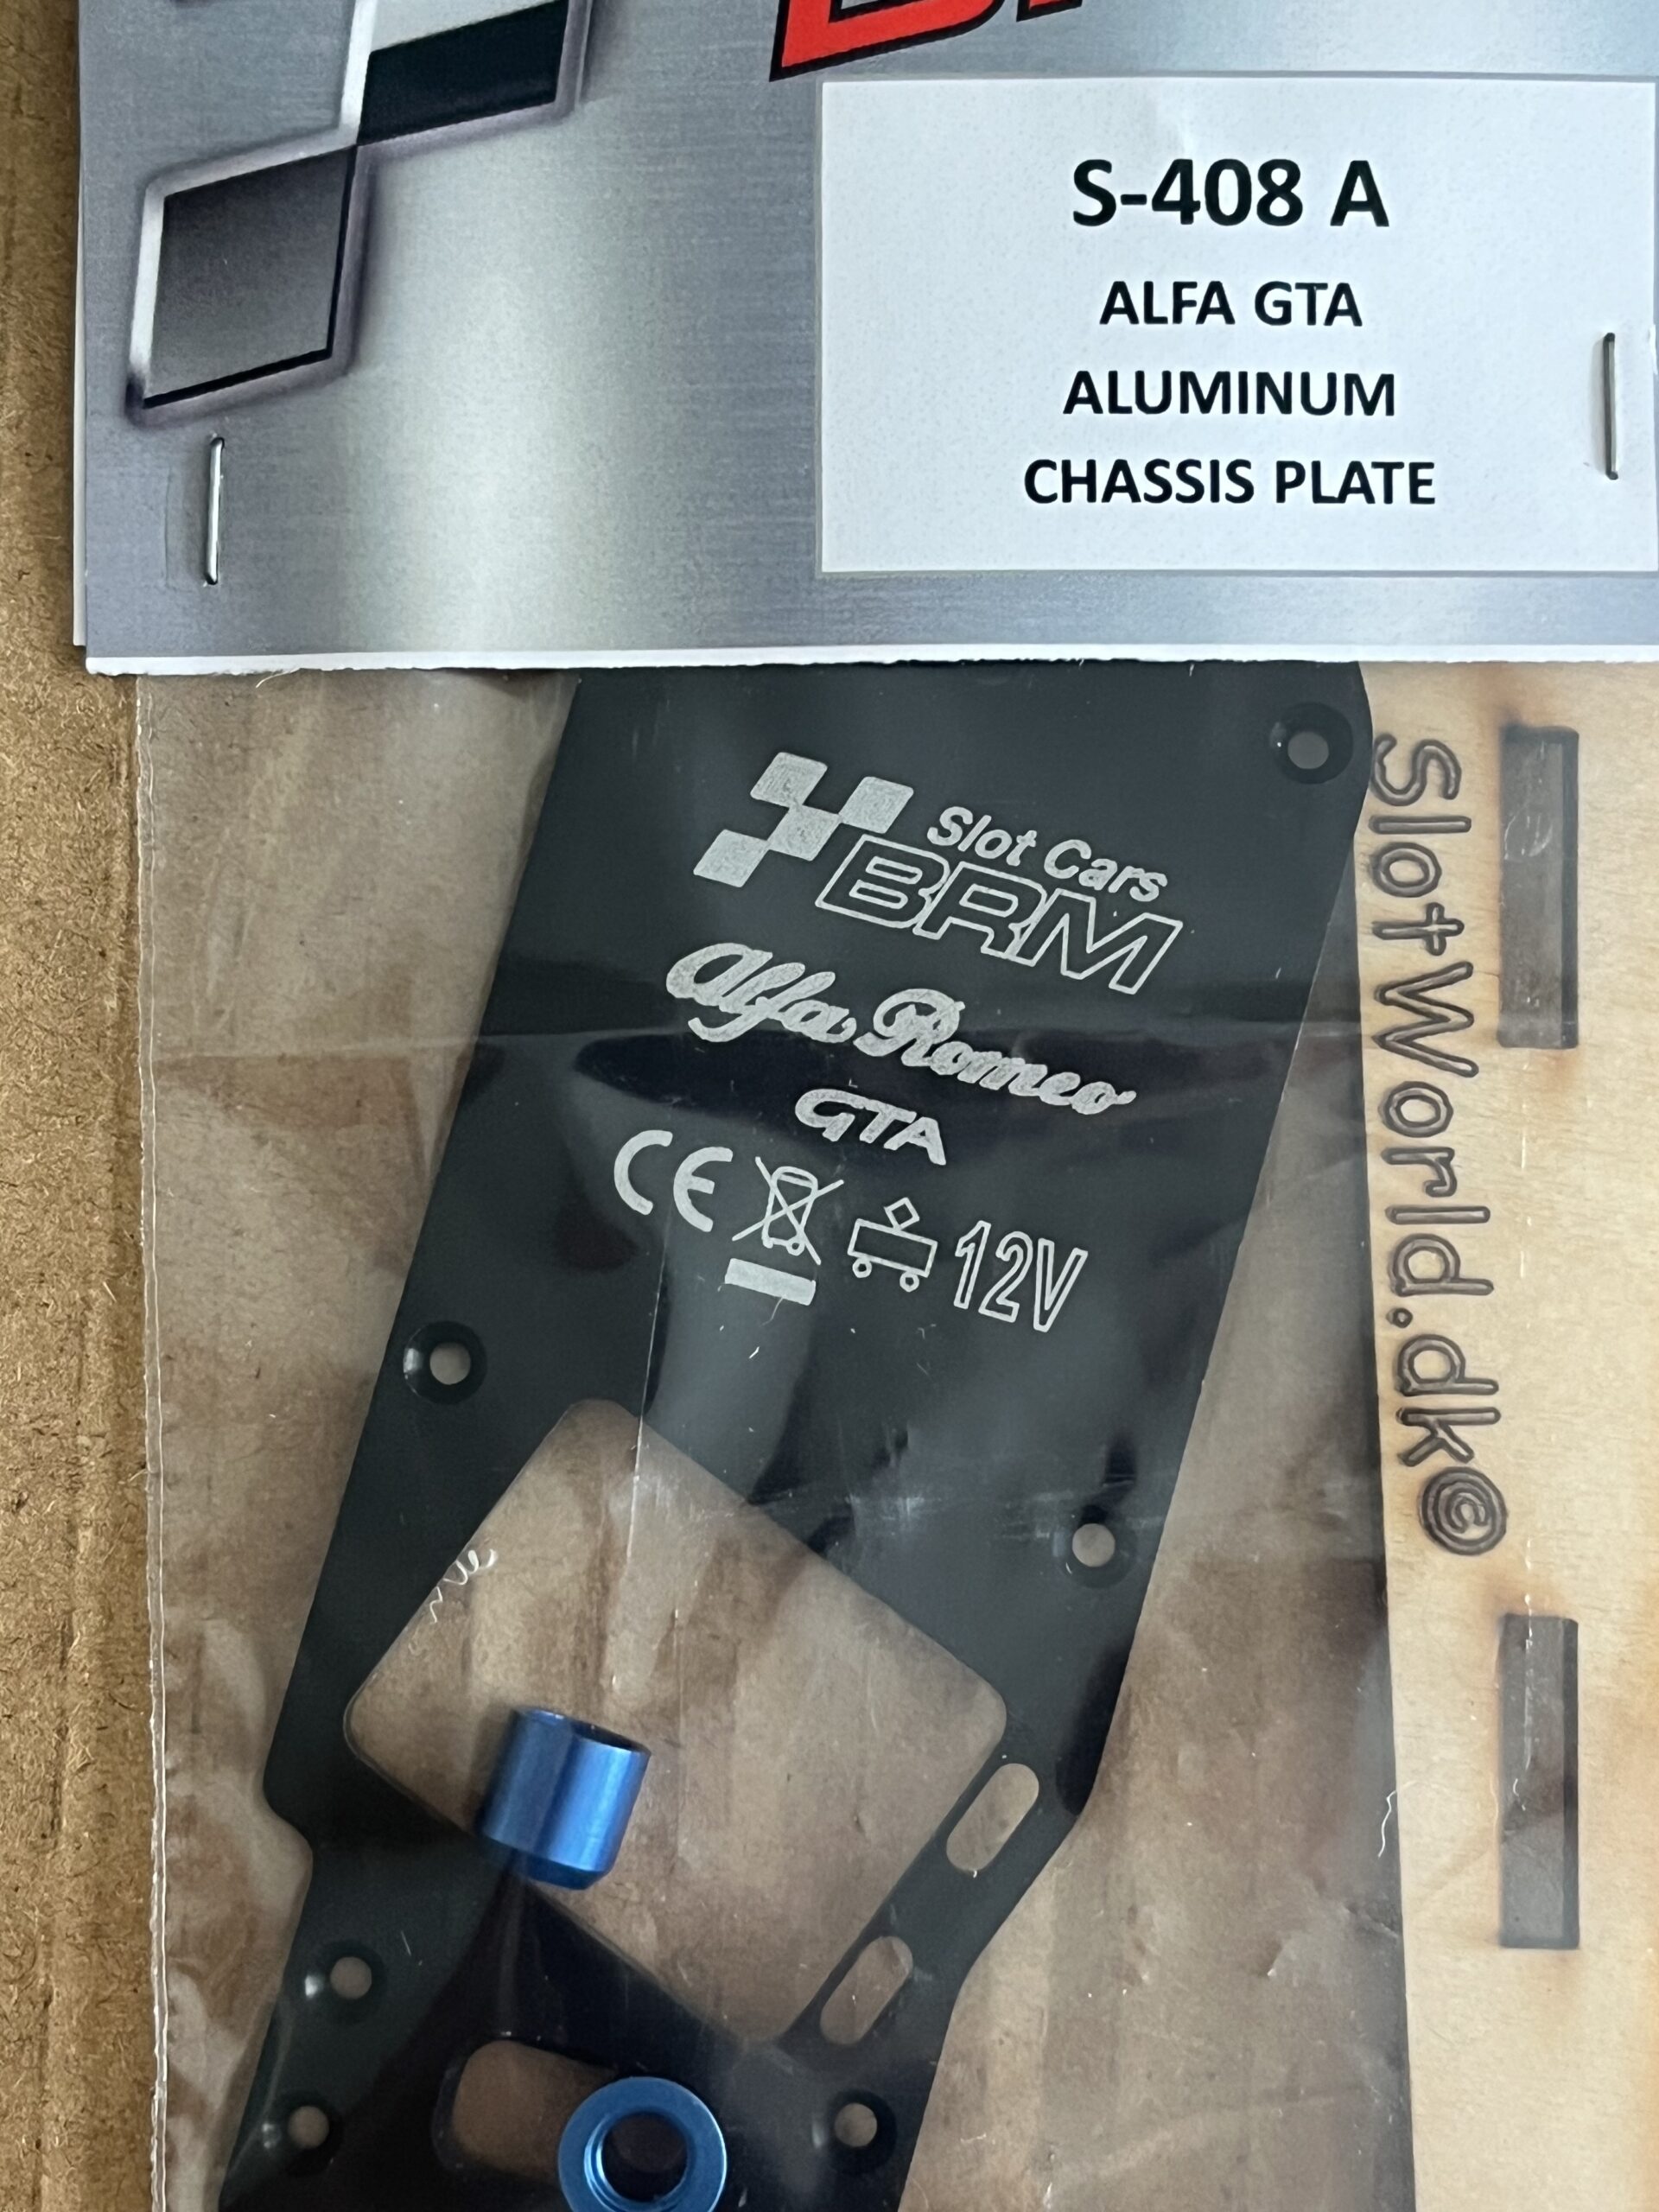 S-408 A
ALFA GTA
ALUMINUM
CHASSIS PLATE
Slot Cars
BRM
Alfa Romeo
GTA
CE 12V
SlotWorld.dk©